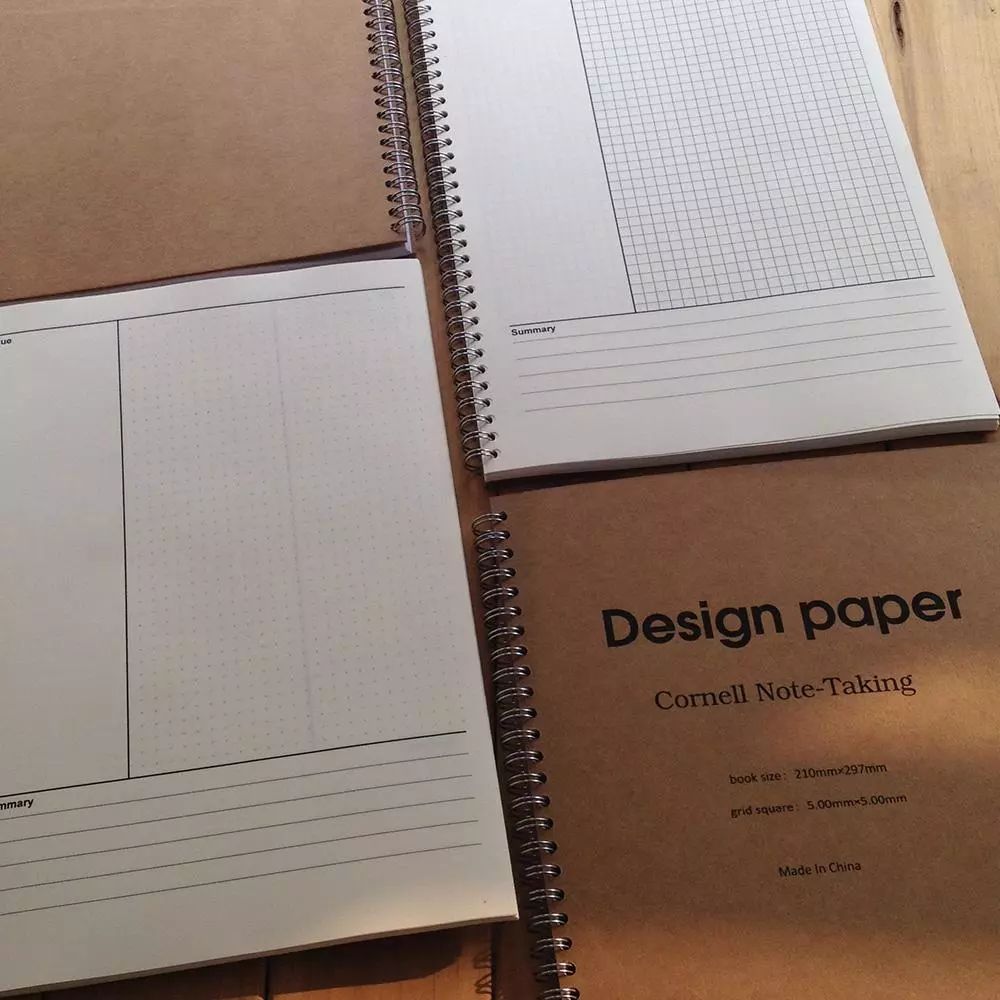 Summary
ue
mmary
Design paper
Cornell Note-Taking
book size : 210mm×297mm
grid square : 5.00mm×5.00mm
Made In China